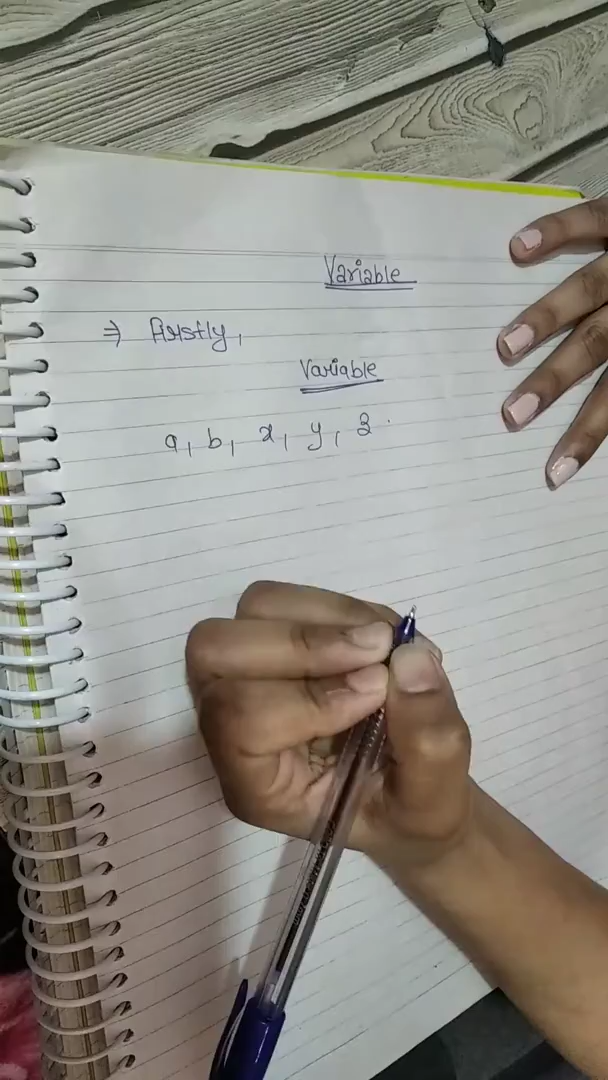 Variable
⇒ Firstly,
Variable
a, b, x, y, z.